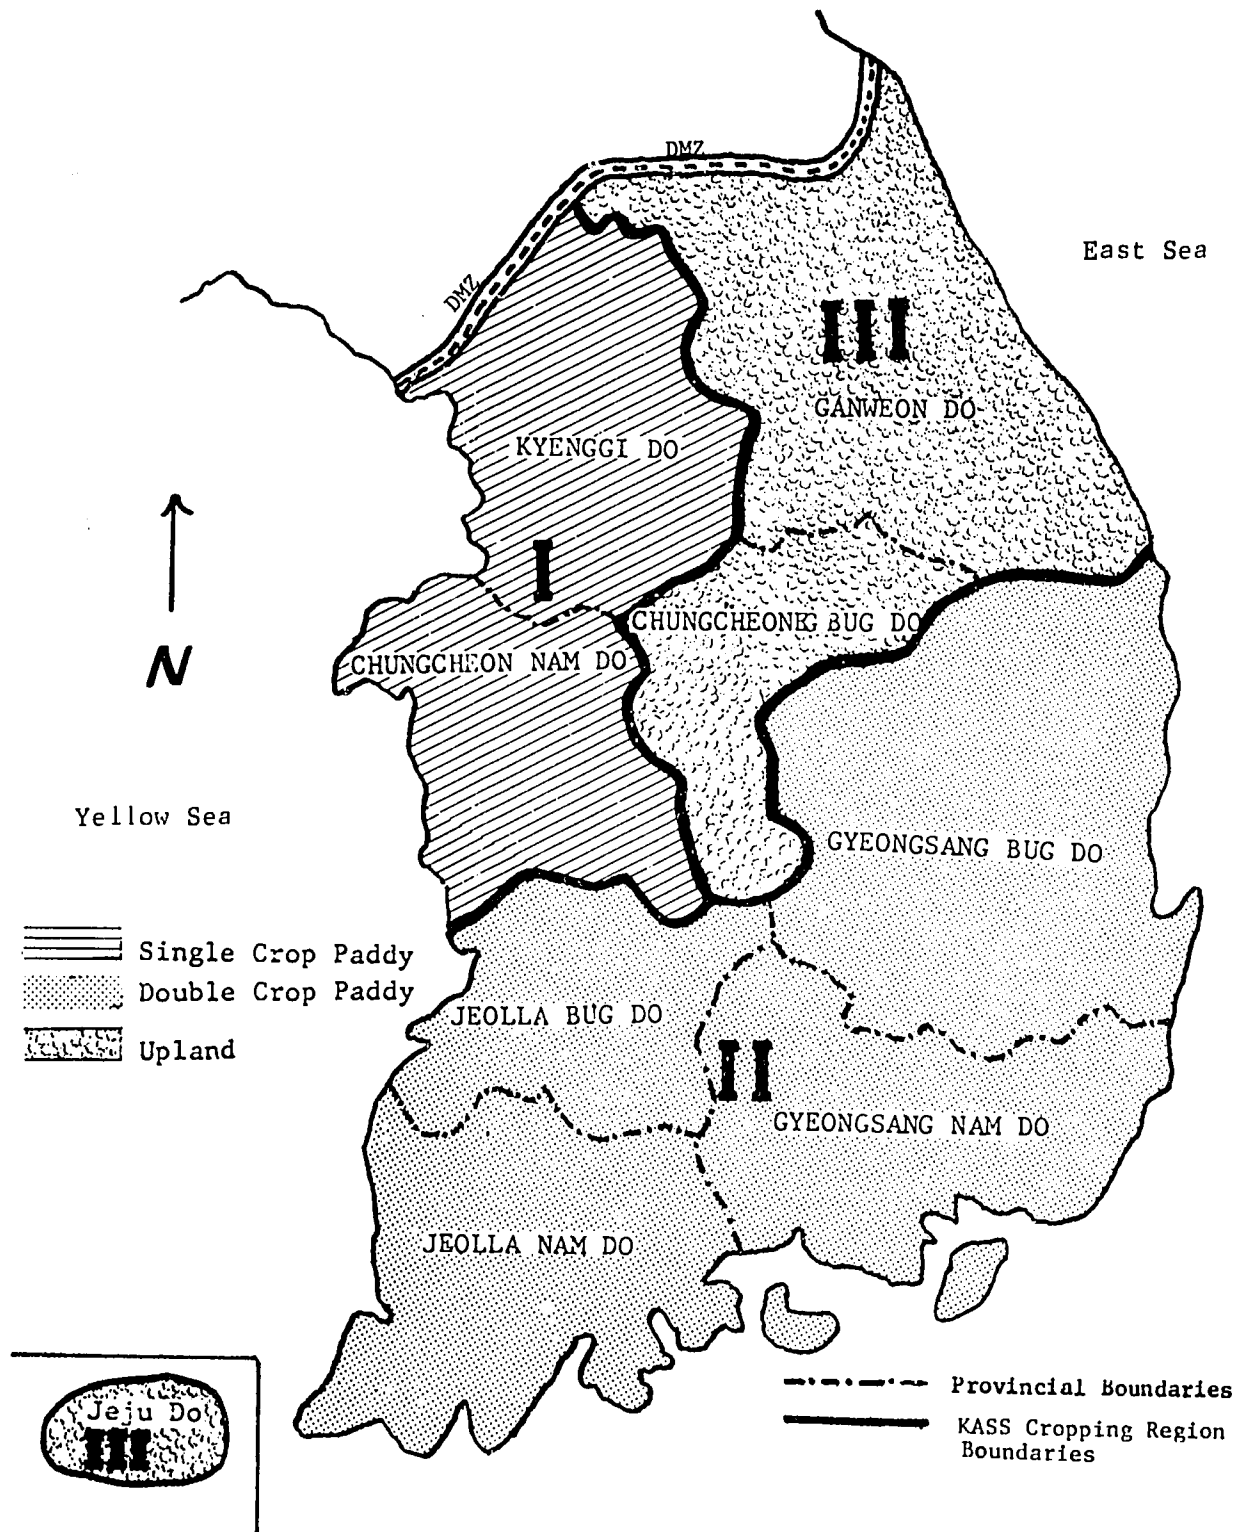 DMZ
East Sea
DMZ
III
GANWEON DO
KYENGGI DO
I
CHUNGCHEONG BUG DO
CHUNGCHEON NAM DO
N
Yellow Sea
GYEONGSANG BUG DO
Single Crop Paddy
Double Crop Paddy
JEOLLA BUG DO
Upland
II
GYEONGSANG NAM DO
JEOLLA NAM DO
Provincial Boundaries
Jeju Do
III
KASS Cropping Region
Boundaries